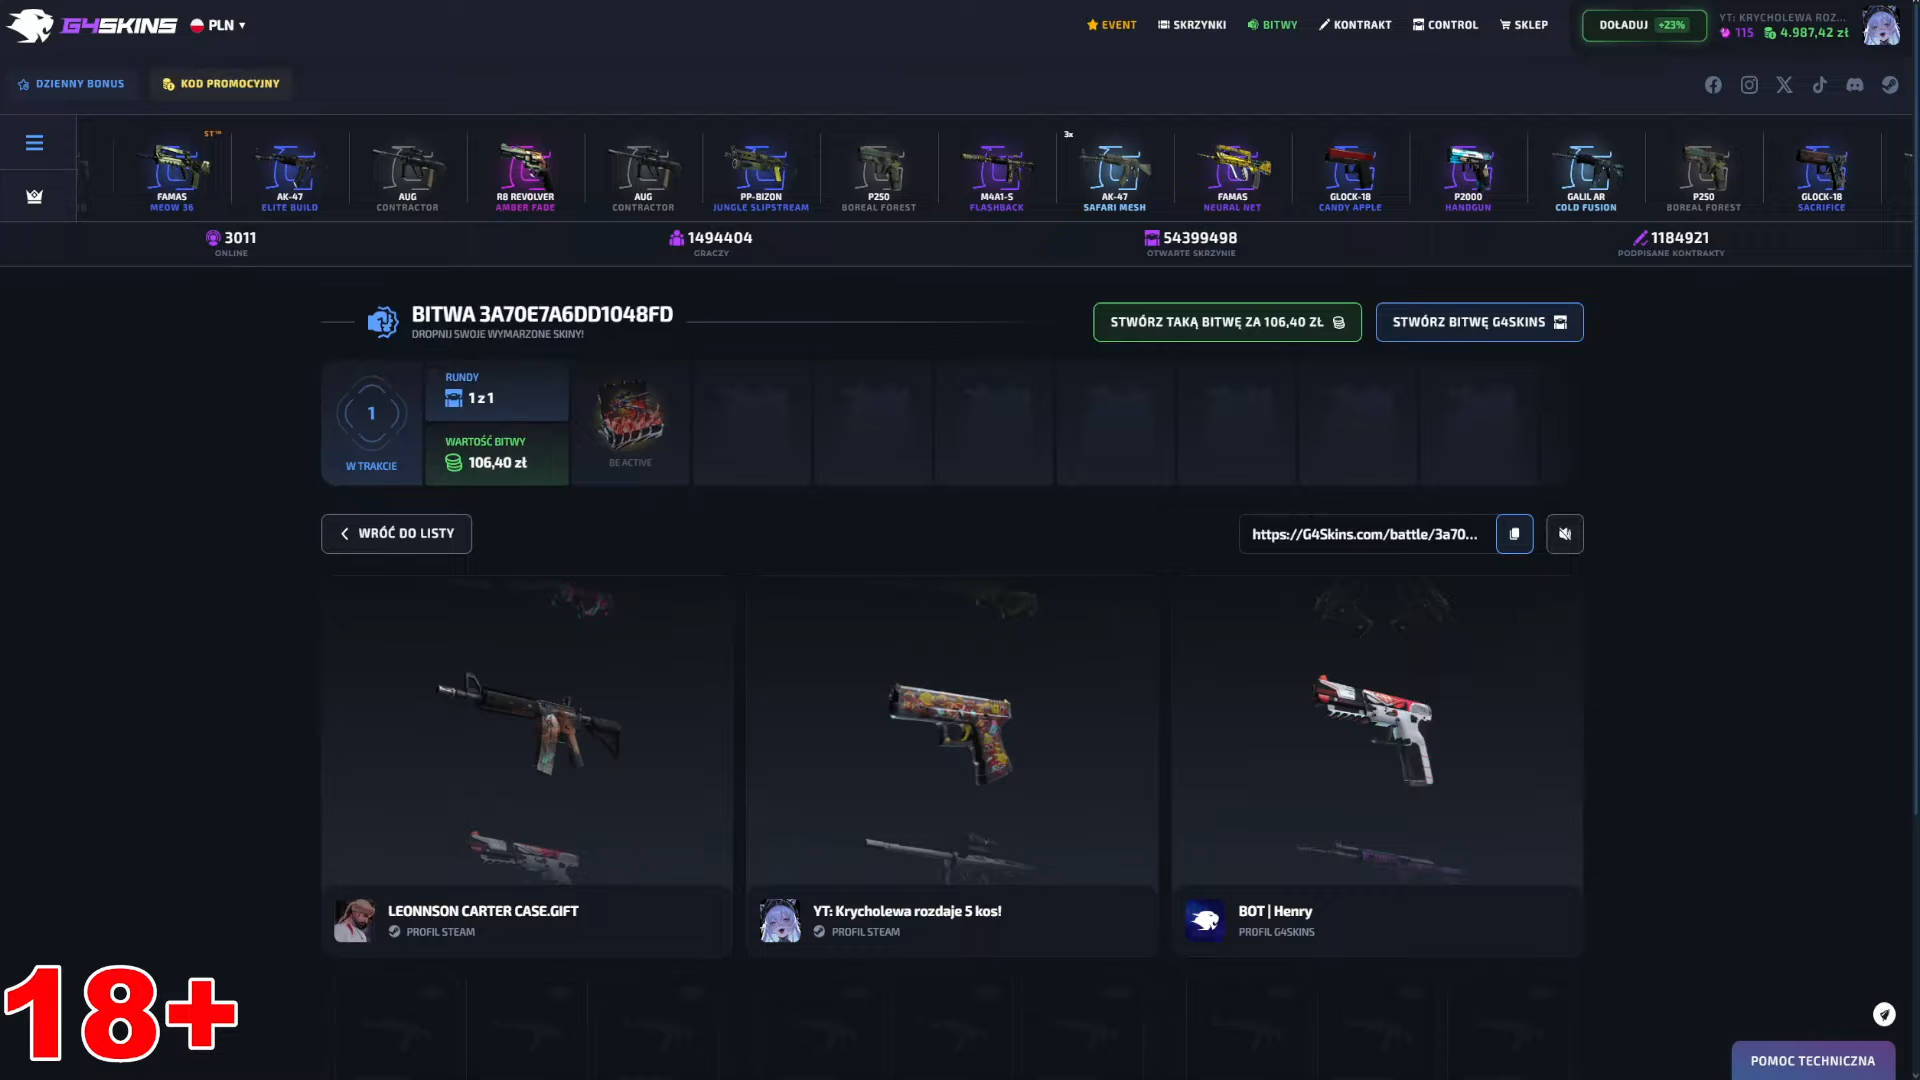 G4SKINS
PLN
EVENT
SKRZYNKI
BITWY
KONTRAKT
CONTROL
SKLEP
DOŁADUJ +23%
YT: KRYCHOLEWA ROZ...
115 4.987,42 zł
DZIENNY BONUS
KOD PROMOCYJNY
ST™
FAMAS
MEOW 36
AK-47
ELITE BUILD
AUG
CONTRACTOR
R8 REVOLVER
AMBER FADE
AUG
CONTRACTOR
PP-BIZON
JUNGLE SLIPSTREAM
P250
BOREAL FOREST
M4A1-S
FLASHBACK
3x
AK-47
SAFARI MESH
FAMAS
NEURAL NET
GLOCK-18
CANDY APPLE
P2000
HANDGUN
GALIL AR
COLD FUSION
P250
BOREAL FOREST
GLOCK-18
SACRIFICE
3011
ONLINE
1494404
GRACZY
54399498
OTWARTE SKRZYNIE
1184921
PODPISANE KONTRAKTY
BITWA 3A70E7A6DD1048FD
DROPNIJ SWOJE WYMARZONE SKINY!
STWÓRZ TAKĄ BITWĘ ZA 106,40 ZŁ
STWÓRZ BITWĘ G4SKINS
1
W TRAKCIE
RUNDY
1 z 1
WARTOŚĆ BITWY
106,40 zł
BE ACTIVE
WRÓĆ DO LISTY
https://G4Skins.com/battle/3a70...
LEONNSON CARTER CASE.GIFT
PROFIL STEAM
YT: Krycholewa rozdaje 5 kos!
PROFIL STEAM
BOT | Henry
PROFIL G4SKINS
18+
POMOC TECHNICZNA